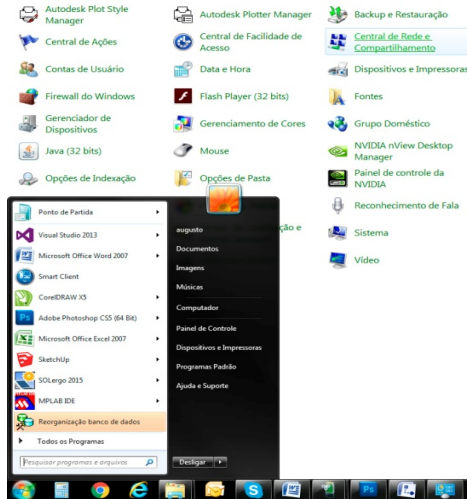 Autodesk Plot Style
Manager
Autodesk Plotter Manager
Backup e Restauração
Central de Ações
Central de Facilidade de
Acesso
Central de Rede e
Compartilhamento
Contas de Usuário
Data e Hora
Dispositivos e Impressoras
Firewall do Windows
Flash Player (32 bits)
Fontes
Gerenciador de
Dispositivos
Gerenciamento de Cores
Grupo Doméstico
Java (32 bits)
Mouse
NVIDIA nView Desktop
Manager
Opções de Indexação
Opções de Pasta
Painel de controle da
NVIDIA
Reconhecimento de Fala
ção e
Sistema
Vídeo
Ponto de Partida
Visual Studio 2013
Microsoft Office Word 2007
Smart Client
CorelDRAW X5
Adobe Photoshop CS5 (64 Bit)
Microsoft Office Excel 2007
SketchUp
SOLergo 2015
MPLAB IDE
Reorganização banco de dados
Todos os Programas
Pesquisar programas e arquivos
augusto
Documentos
Imagens
Músicas
Computador
Painel de Controle
Dispositivos e Impressoras
Programas Padrão
Ajuda e Suporte
Desligar